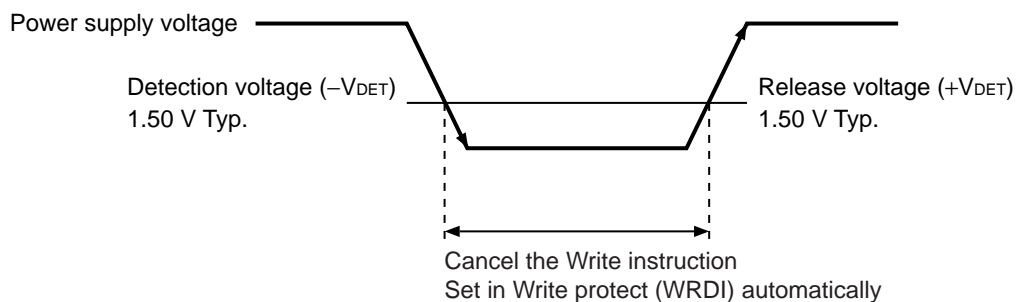 Power supply voltage
Detection voltage (−VDET)
1.50 V Typ.
Release voltage (+VDET)
1.50 V Typ.
Cancel the Write instruction
Set in Write protect (WRDI) automatically